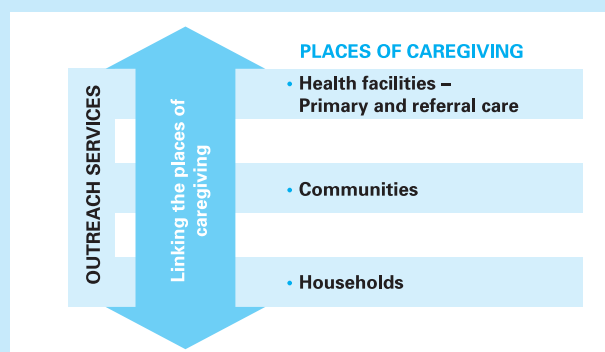 PLACES OF CAREGIVING
• Health facilities –
Primary and referral care
• Communities
• Households
OUTREACH SERVICES
Linking the places of
caregiving